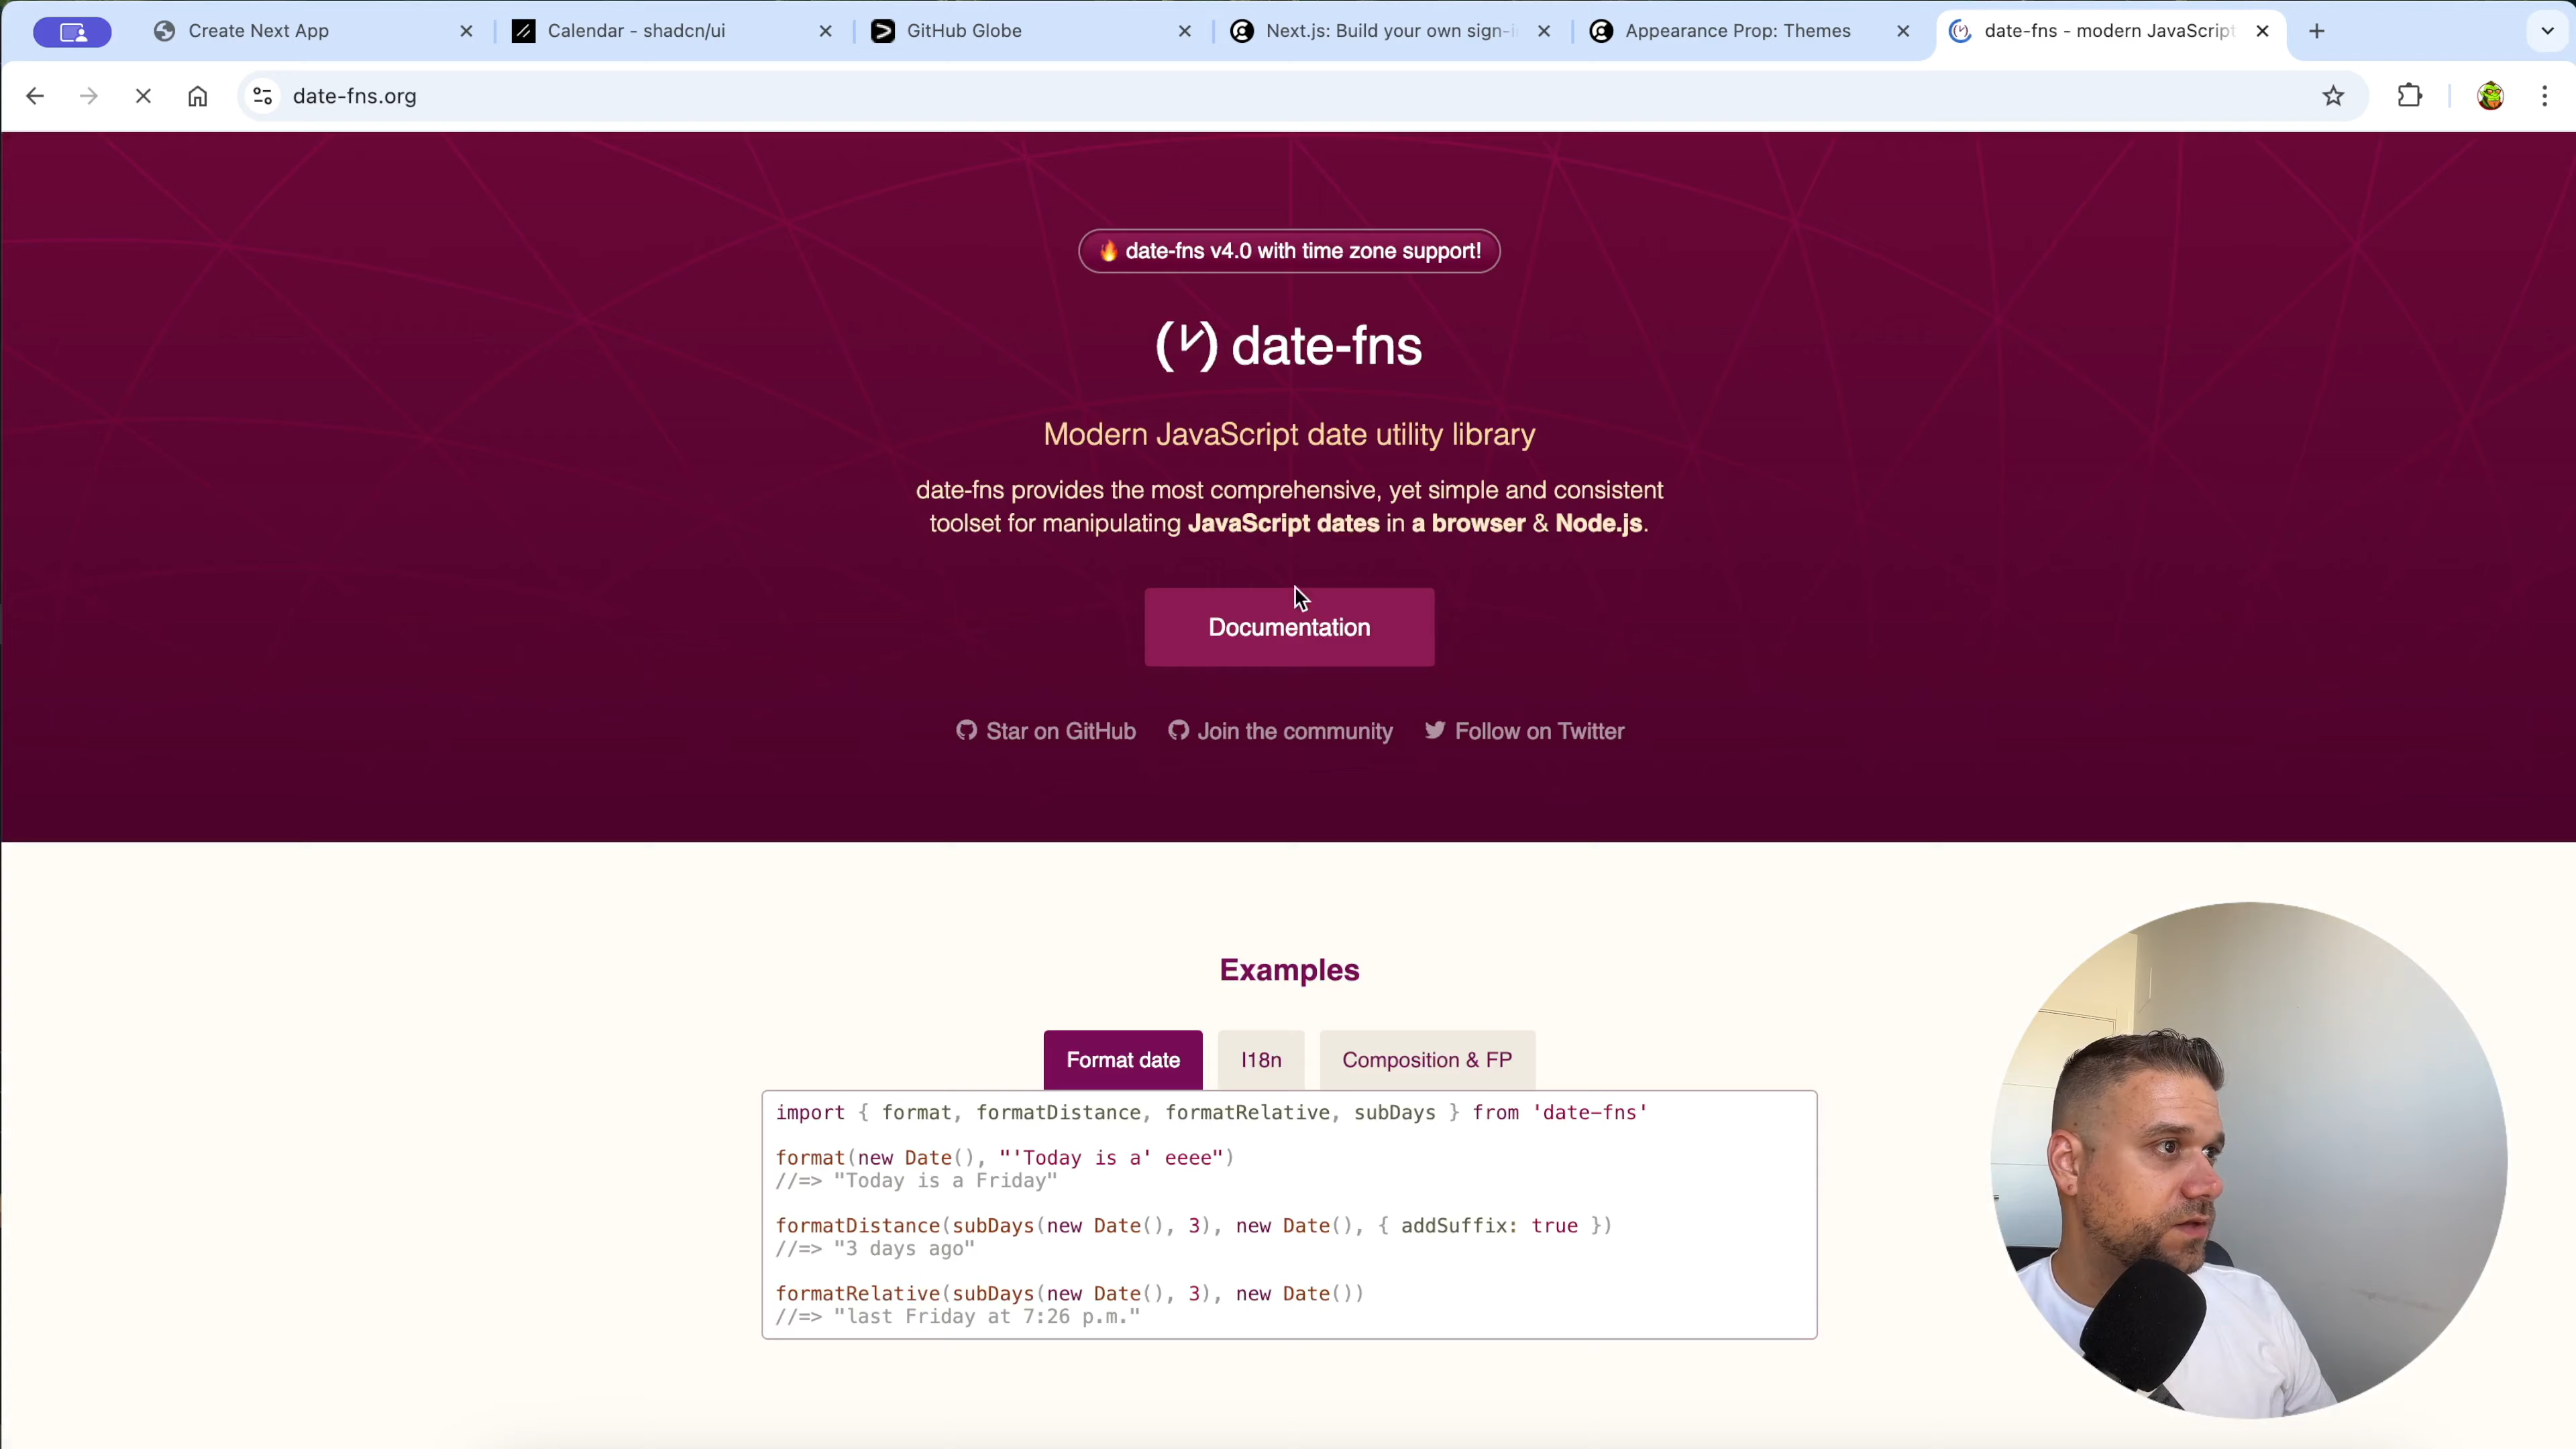 Create Next App
Calendar - shadcn/ui
GitHub Globe
Next.js: Build your own sign-i
Appearance Prop: Themes
date-fns - modern JavaScript
date-fns.org
🔥 date-fns v4.0 with time zone support!
date-fns
Modern JavaScript date utility library
date-fns provides the most comprehensive, yet simple and consistent
toolset for manipulating JavaScript dates in a browser & Node.js.
Documentation
Star on GitHub
Join the community
Follow on Twitter
Examples
Format date
I18n
Composition & FP
import { format, formatDistance, formatRelative, subDays } from 'date-fns'
format(new Date(), "'Today is a' eeee")
//=> "Today is a Friday"
formatDistance(subDays(new Date(), 3), new Date(), { addSuffix: true })
//=> "3 days ago"
formatRelative(subDays(new Date(), 3), new Date())
//=> "last Friday at 7:26 p.m."